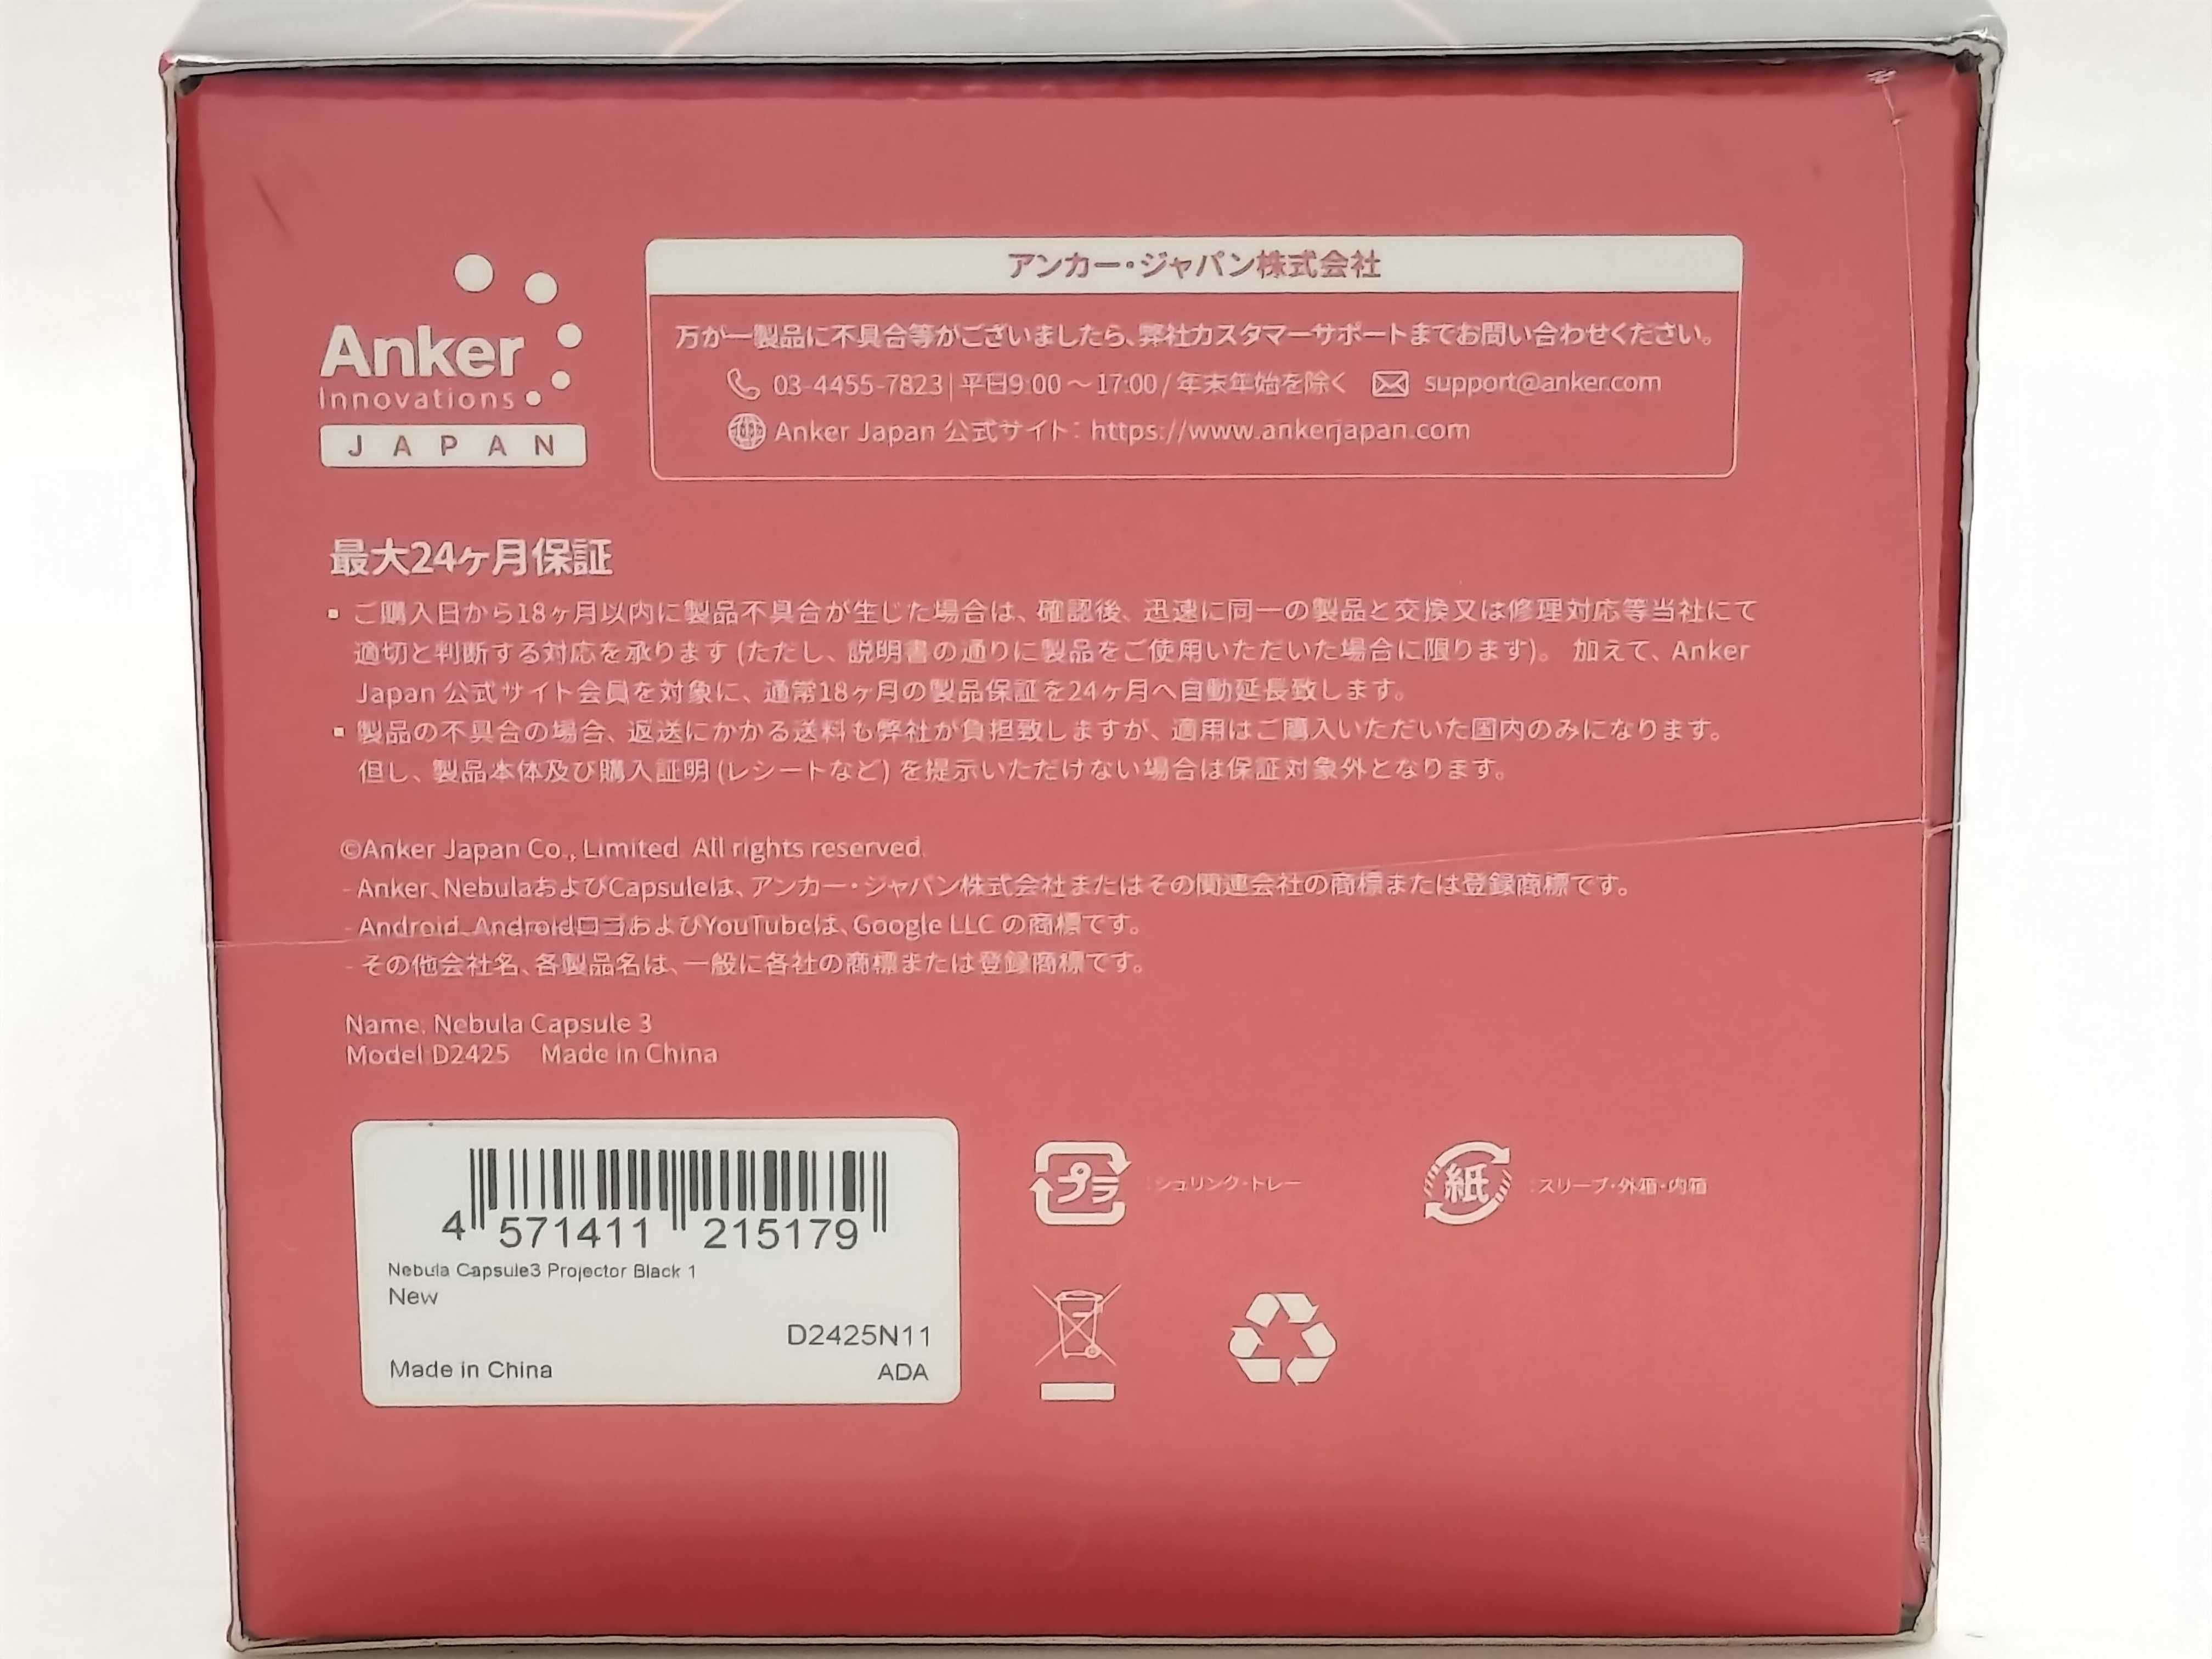 Anker
Innovations
JAPAN
アンカー・ジャパン株式会社
万が一製品に不具合等がございましたら、弊社カスタマーサポートまでお問い合わせください。
03-4455-7823 | 平日9:00 〜 17:00 / 年末年始を除く support@anker.com
Anker Japan 公式サイト: https://www.ankerjapan.com
最大24ヶ月保証
▪ ご購入日から18ヶ月以内に製品不具合が生じた場合は、確認後、迅速に同一の製品と交換又は修理対応等当社にて
適切と判断する対応を承ります (ただし、説明書の通りに製品をご使用いただいた場合に限ります)。 加えて、Anker
Japan 公式サイト会員を対象に、通常18ヶ月の製品保証を24ヶ月へ自動延長致します。
▪ 製品の不具合の場合、返送にかかる送料も弊社が負担致しますが、適用はご購入いただいた国内のみになります。
但し、製品本体及び購入証明 (レシートなど) を提示いただけない場合は保証対象外となります。
©Anker Japan Co., Limited All rights reserved.
- Anker、NebulaおよびCapsuleは、アンカー・ジャパン株式会社またはその関連会社の商標または登録商標です。
- Android、AndroidロゴおよびYouTubeは、Google LLC の商標です。
- その他会社名、各製品名は、一般に各社の商標または登録商標です。
Name: Nebula Capsule 3
Model:D2425 Made in China
4 571411 215179
Nebula Capsule3 Projector Black 1
New
D2425N11
Made in China ADA
プラ :シュリンク・トレー
紙 :スリーブ・外箱・内箱